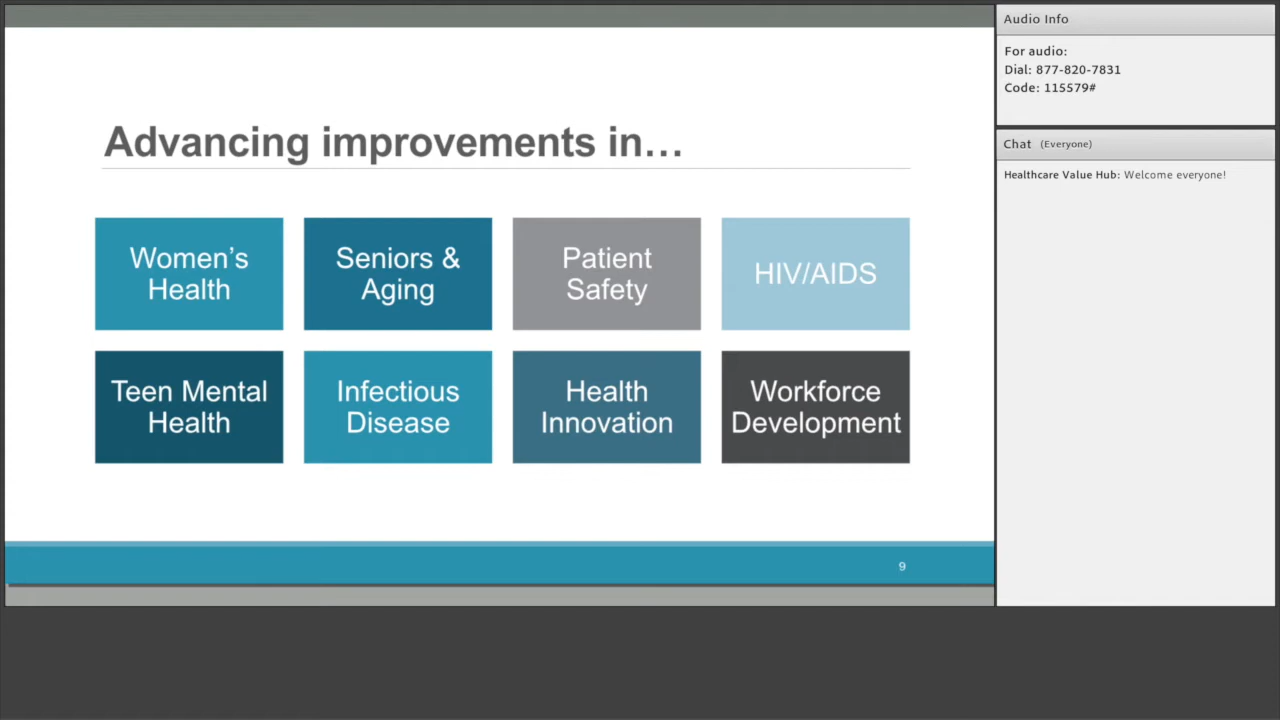 Advancing improvements in…
Women’s
Health
Seniors &
Aging
Patient
Safety
HIV/AIDS
Teen Mental
Health
Infectious
Disease
Health
Innovation
Workforce
Development
9
Audio Info
For audio:
Dial: 877-820-7831
Code: 115579#
Chat (Everyone)
Healthcare Value Hub: Welcome everyone!